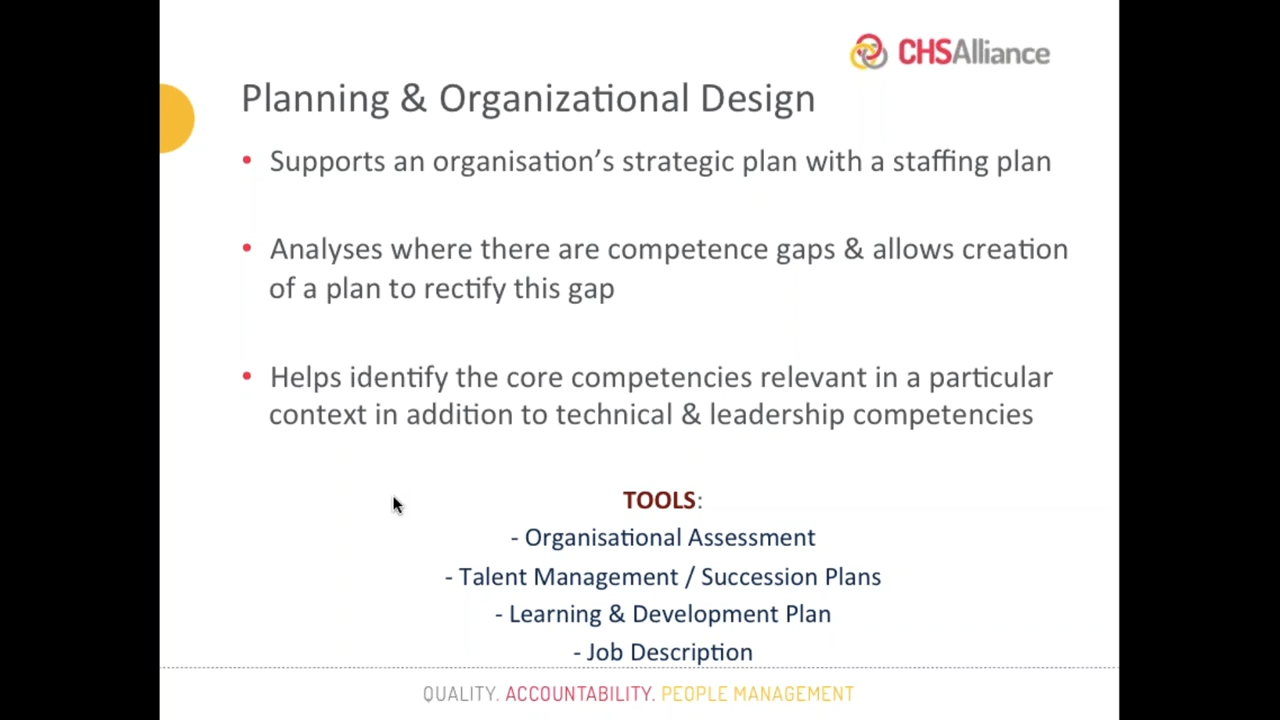 CHSAlliance
Planning & Organizational Design
• Supports an organisation’s strategic plan with a staffing plan
• Analyses where there are competence gaps & allows creation
of a plan to rectify this gap
• Helps identify the core competencies relevant in a particular
context in addition to technical & leadership competencies
TOOLS:
- Organisational Assessment
- Talent Management / Succession Plans
- Learning & Development Plan
- Job Description
QUALITY. ACCOUNTABILITY. PEOPLE MANAGEMENT